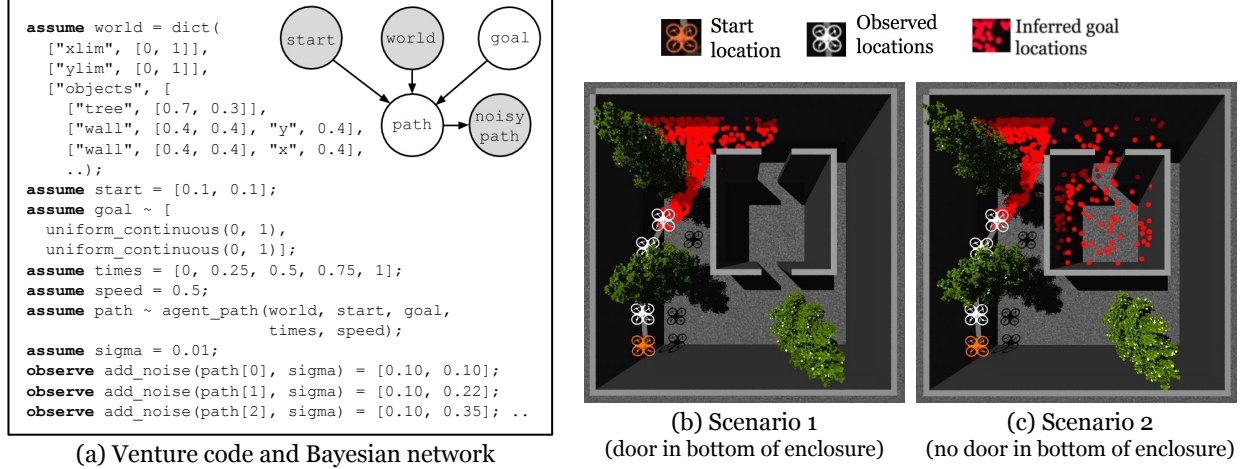 assume world = dict(
["xlim", [0, 1]],
["ylim", [0, 1]],
["objects", [
["tree", [0.7, 0.3]],
["wall", [0.4, 0.4], "y", 0.4],
["wall", [0.4, 0.4], "x", 0.4],
..);
assume start = [0.1, 0.1];
assume goal ~ [
uniform_continuous(0, 1),
uniform_continuous(0, 1)];
assume times = [0, 0.25, 0.5, 0.75, 1];
assume speed = 0.5;
assume path ~ agent_path(world, start, goal,
times, speed);
assume sigma = 0.01;
observe add_noise(path[0], sigma) = [0.10, 0.10];
observe add_noise(path[1], sigma) = [0.10, 0.22];
observe add_noise(path[2], sigma) = [0.10, 0.35]; ..
start
world
goal
path
noisy
path
(a) Venture code and Bayesian network
Start
location
Observed
locations
Inferred goal
locations
(b) Scenario 1
(door in bottom of enclosure)
(c) Scenario 2
(no door in bottom of enclosure)